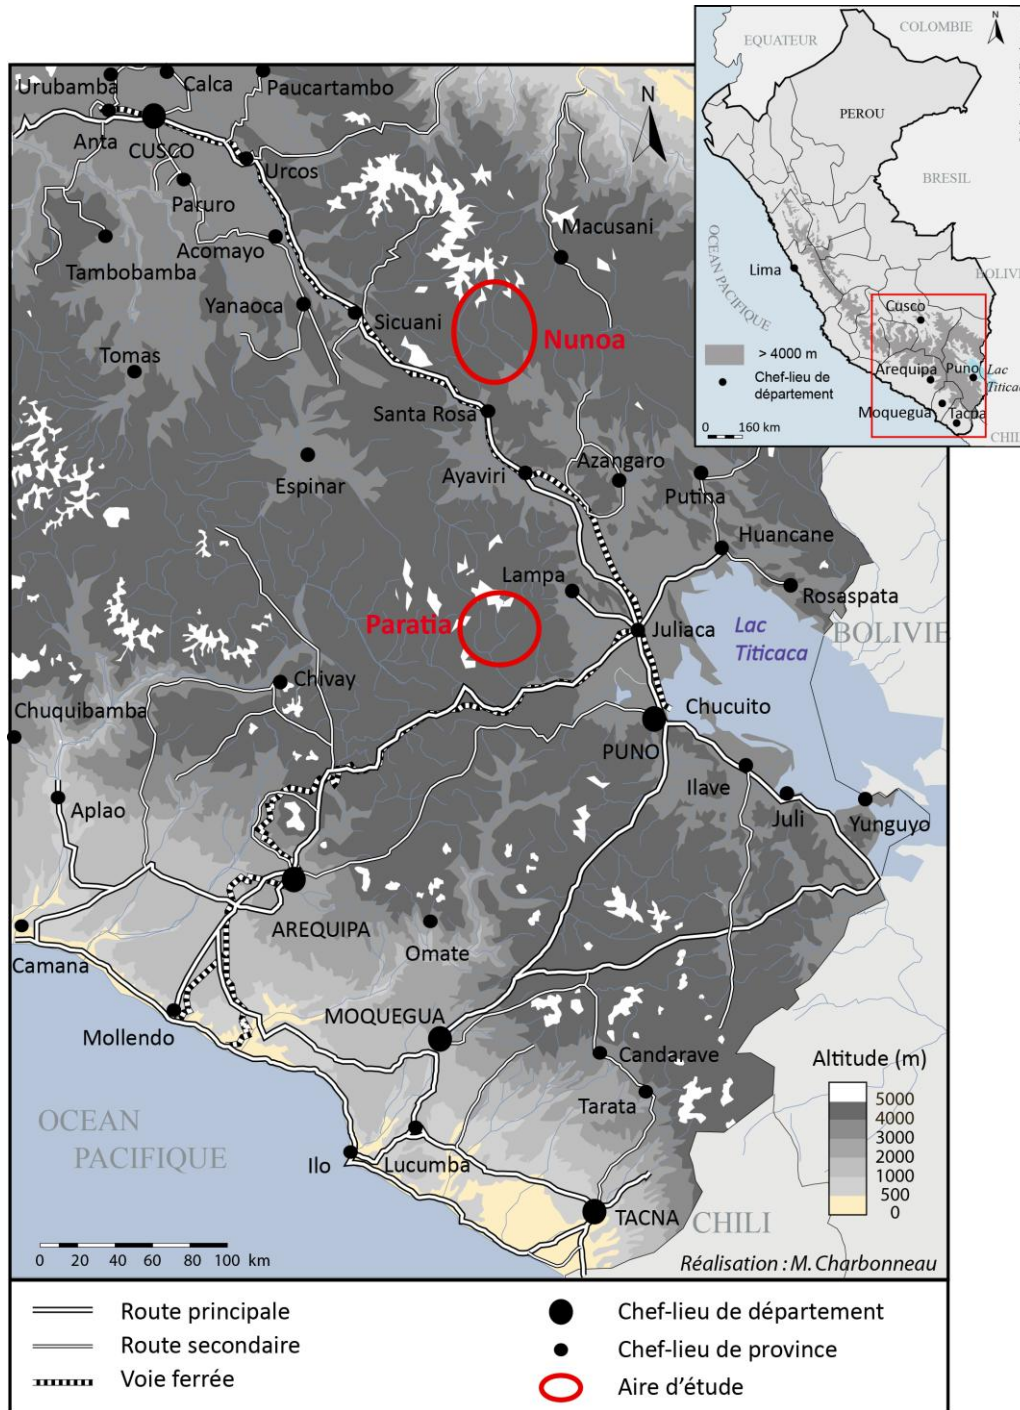 N
EQUATEUR
COLOMBIE
PEROU
BRESIL
OCEAN PACIFIQUE
Lima
BOLIVI
Cusco
> 4000 m
Arequipa
Puno
Lac
Titicaca
Chef-lieu de
département
Moquegua
Tacna
0 160 km
CHILI
Urubamba
Calca
Paucartambo
N
Anta
CUSCO
Urcos
Paruro
Macusani
Acomayo
Tambobamba
Yanaoca
Sicuani
Nunoa
Tomas
Santa Rosa
Espinar
Ayaviri
Azangaro
Putina
Huancane
Lampa
Rosaspata
Paratia
Juliaca
Lac
Titicaca
BOLIVIE
Chivay
Chuquibamba
Chucuito
PUNO
Ilave
Aplao
Juli
Yunguyo
AREQUIPA
Omate
Camana
MOQUEGUA
Mollendo
Candarave
Altitude (m)
5000
4000
3000
2000
1000
500
0
Tarata
OCEAN
PACIFIQUE
Ilo
Lucumba
TACNA
CHILI
0 20 40 60 80 100 km
Réalisation : M. Charbonneau
Route principale
Route secondaire
Voie ferrée
Chef-lieu de département
Chef-lieu de province
Aire d'étude